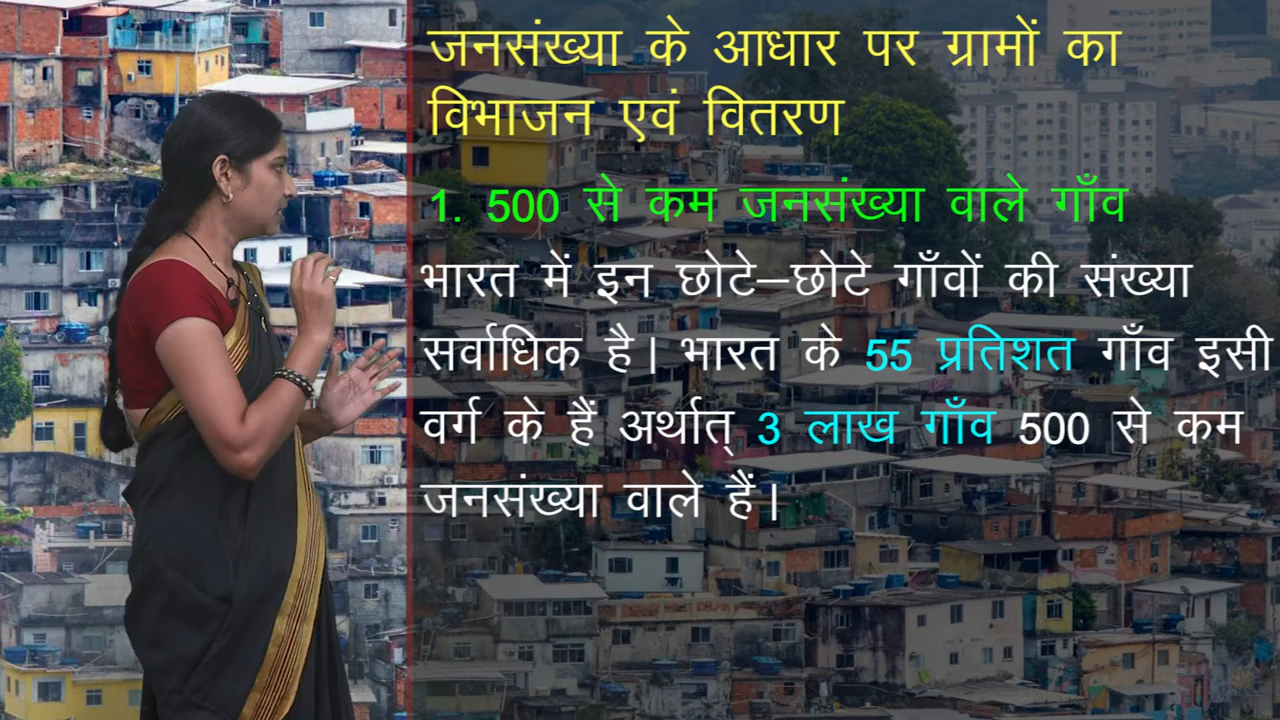 जनसंख्या के आधार पर ग्रामों का
विभाजन एवं वितरण
1. 500 से कम जनसंख्या वाले गाँव
भारत में इन छोटे–छोटे गाँवों की संख्या
सर्वाधिक है। भारत के 55 प्रतिशत गाँव इसी
वर्ग के हैं अर्थात् 3 लाख गाँव 500 से कम
जनसंख्या वाले हैं।